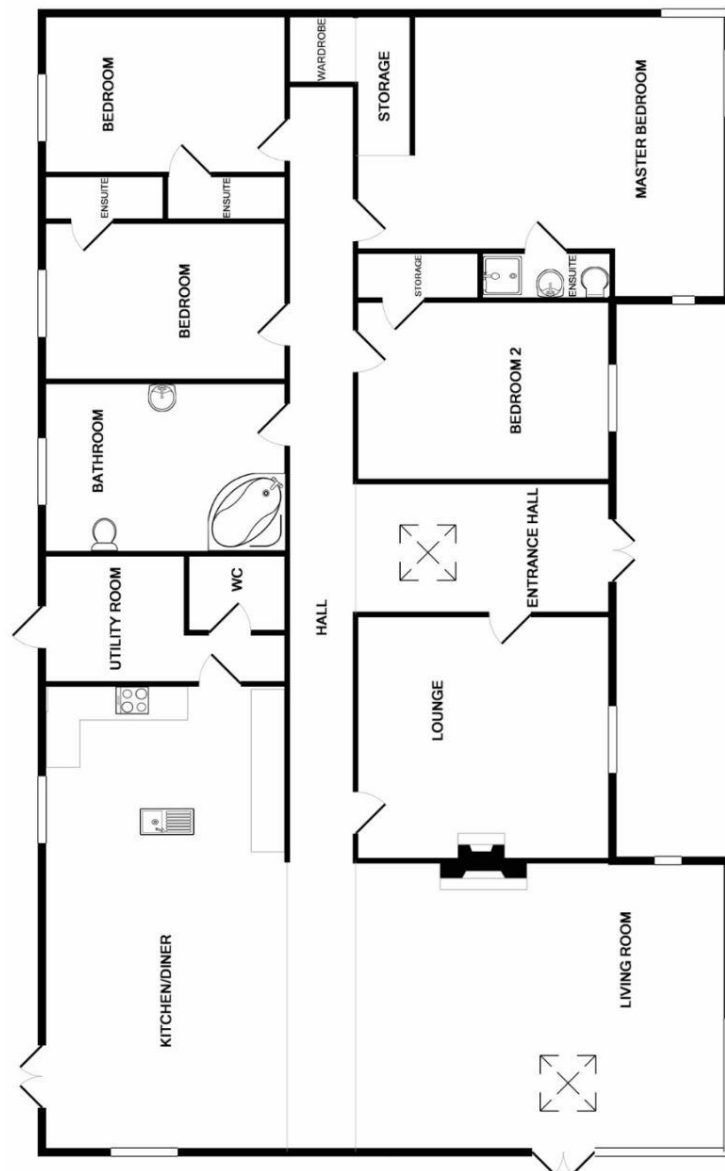 BEDROOM
WARDROBE
STORAGE
MASTER BEDROOM
ENSUITE
ENSUITE
BEDROOM
STORAGE
ENSUITE
BEDROOM 2
BATHROOM
ENTRANCE HALL
UTILITY ROOM
WC
HALL
LOUNGE
KITCHEN/DINER
LIVING ROOM